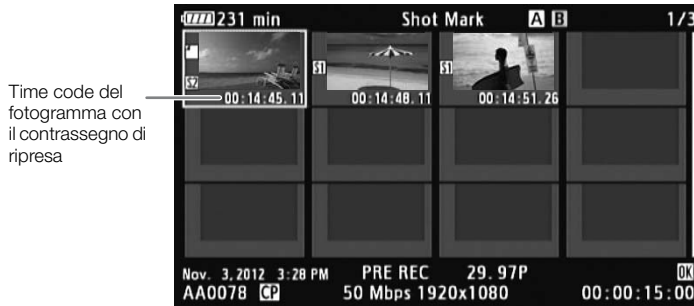 231 min Shot Mark A B 1/3
Time code del
fotogramma con
il contrassegno di
ripresa
S2 00:14:45.11
S1 00:14:48.11
S1 00:14:51.26
Nov. 3,2012 3:28 PM PRE REC 29.97P OK
AA0078 CP 50 Mbps 1920x1080 00:00:15:00